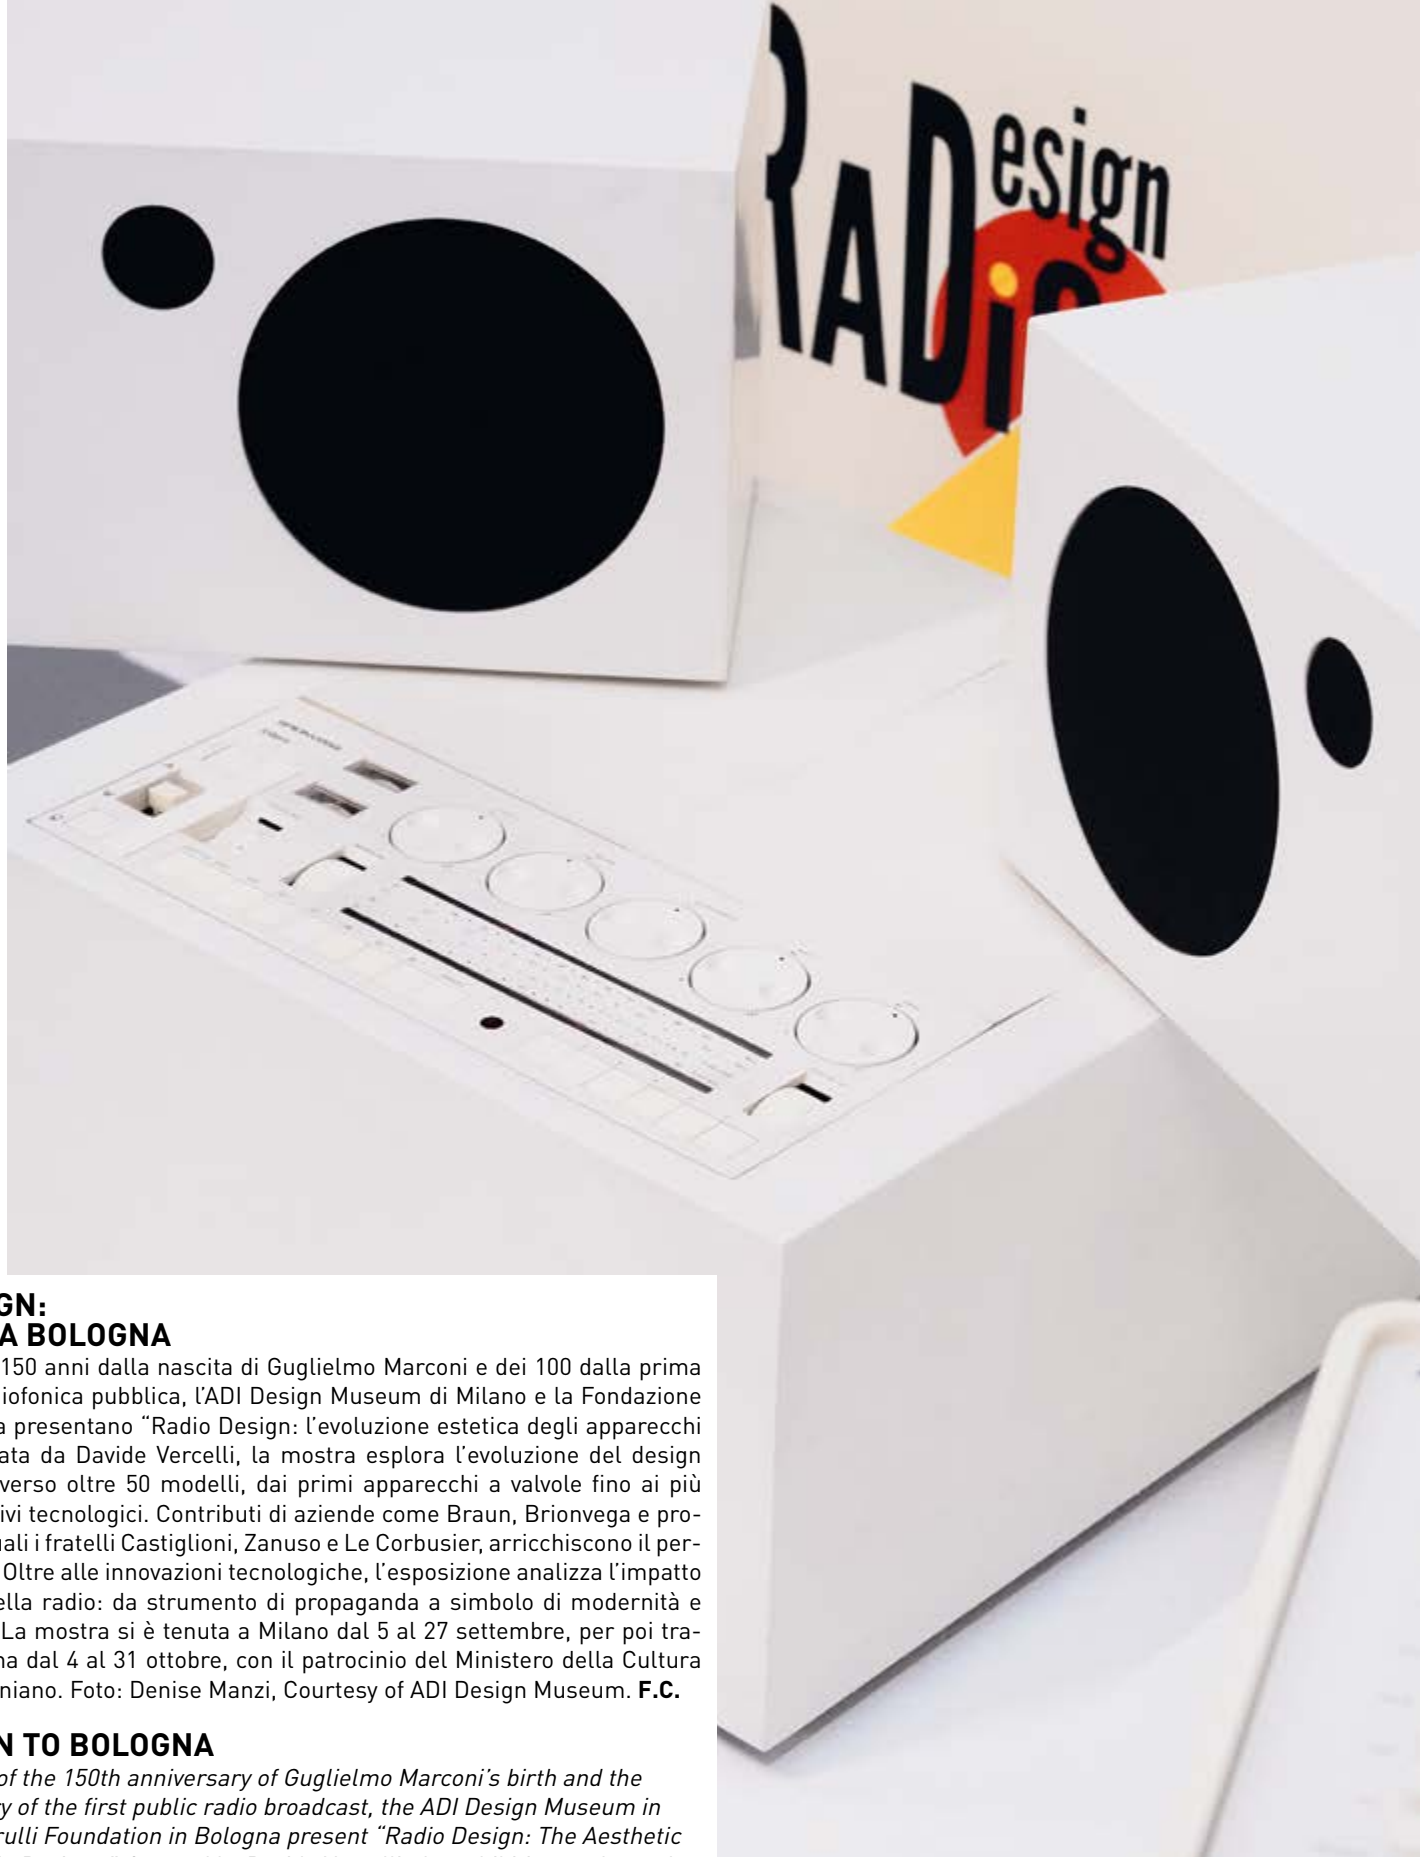 RADesign
RADiO
GN:
A BOLOGNA
150 anni dalla nascita di Guglielmo Marconi e dei 100 dalla prima
iofonica pubblica, l’ADI Design Museum di Milano e la Fondazione
a presentano “Radio Design: l’evoluzione estetica degli apparecchi
ata da Davide Vercelli, la mostra esplora l’evoluzione del design
verso oltre 50 modelli, dai primi apparecchi a valvole fino ai più
ivi tecnologici. Contributi di aziende come Braun, Brionvega e pro-
uali i fratelli Castiglioni, Zanuso e Le Corbusier, arricchiscono il per-
Oltre alle innovazioni tecnologiche, l’esposizione analizza l’impatto
ella radio: da strumento di propaganda a simbolo di modernità e
La mostra si è tenuta a Milano dal 5 al 27 settembre, per poi tra-
na dal 4 al 31 ottobre, con il patrocinio del Ministero della Cultura
niano. Foto: Denise Manzi, Courtesy of ADI Design Museum. F.C.
N TO BOLOGNA
of the 150th anniversary of Guglielmo Marconi’s birth and the
ry of the first public radio broadcast, the ADI Design Museum in
rulli Foundation in Bologna present “Radio Design: The Aesthetic